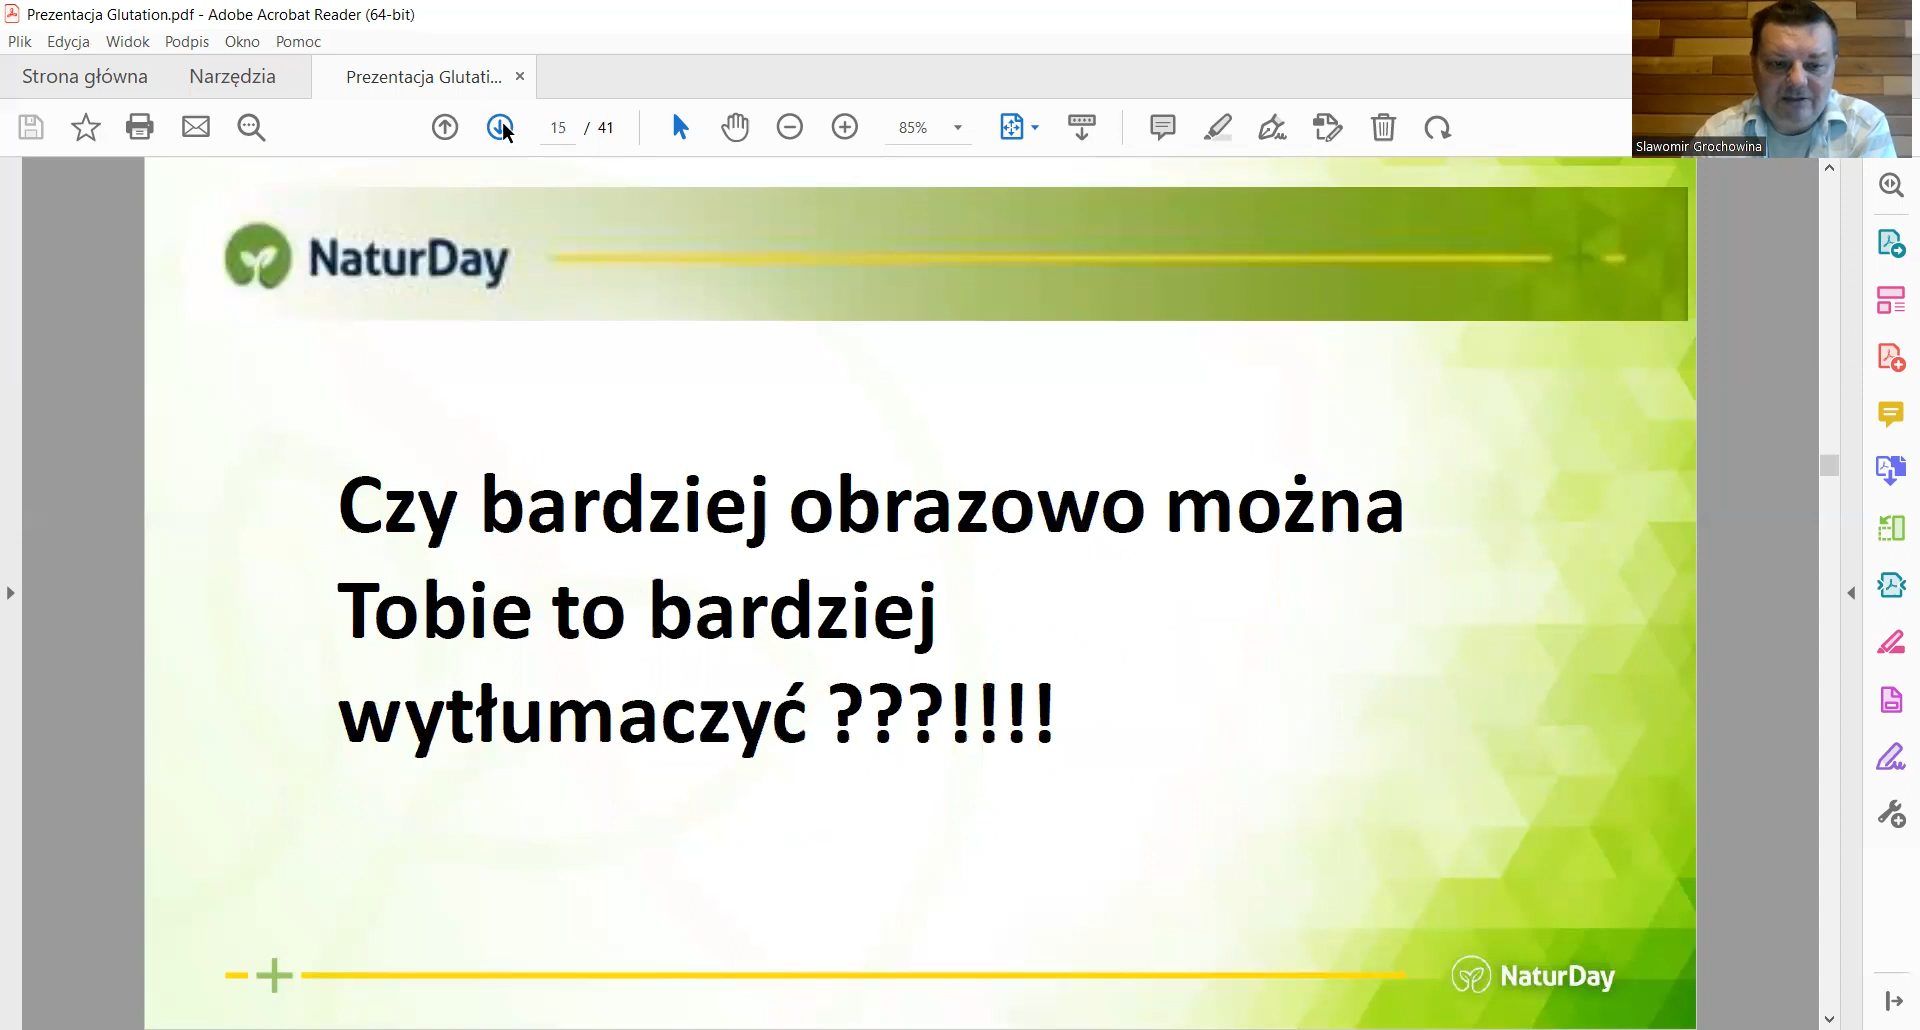 Prezentacja Glutation.pdf - Adobe Acrobat Reader (64-bit)
Plik Edycja Widok Podpis Okno Pomoc
Strona główna Narzędzia Prezentacja Glutati... ×
15 / 41 85%
Slawomir Grochowina
NaturDay
Czy bardziej obrazowo można
Tobie to bardziej
wytłumaczyć ???!!!!
NaturDay